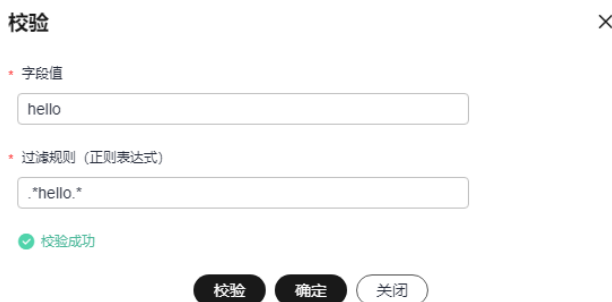 校验
* 字段值
hello
* 过滤规则（正则表达式）
.*hello.*
校验成功
校验 确定 关闭